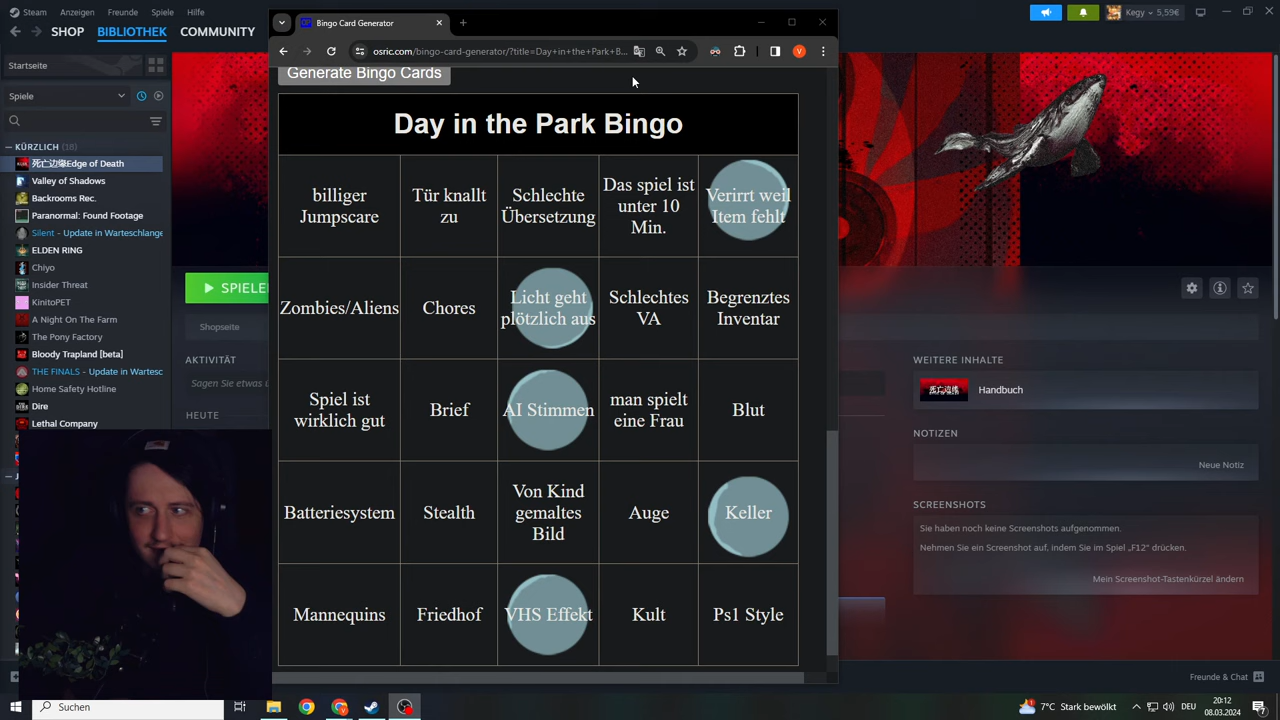 Steam Anzeigen Freunde Spiele Hilfe
SHOP BIBLIOTHEK COMMUNITY
Startseite
Spiele
KÜRZLICH (18)
死亡边缘Edge of Death
Valley of Shadows
Backrooms Rec.
Paranormal: Found Footage
Silent - Update in Warteschlange
ELDEN RING
Chiyo
Insider Threat
KinitoPET
A Night On The Farm
The Pony Factory
Bloody Trapland [beta]
THE FINALS - Update in Wartesc
Home Safety Hotline
Dire
Lethal Company
SPIELE
Shopseite
AKTIVITÄT
Sagen Sie etwas
HEUTE
Bingo Card Generator
osric.com/bingo-card-generator/?title=Day+in+the+Park+B...
V
Generate Bingo Cards
Day in the Park Bingo
billiger
Jumpscare
Tür knallt
zu
Schlechte
Übersetzung
Das spiel ist
unter 10
Min.
Verirrt weil
Item fehlt
Zombies/Aliens
Chores
Licht geht
plötzlich aus
Schlechtes
VA
Begrenztes
Inventar
Spiel ist
wirklich gut
Brief
AI Stimmen
man spielt
eine Frau
Blut
Batteriesystem
Stealth
Von Kind
gemaltes
Bild
Auge
Keller
Mannequins
Friedhof
VHS Effekt
Kult
Ps1 Style
Kegy 5,59€
WEITERE INHALTE
Handbuch
NOTIZEN
Neue Notiz
SCREENSHOTS
Sie haben noch keine Screenshots aufgenommen.
Nehmen Sie ein Screenshot auf, indem Sie im Spiel „F12“ drücken.
Mein Screenshot-Tastenkürzel ändern
Freunde & Chat
Suchen
7°C Stark bewölkt
DEU
20:12
08.03.2024